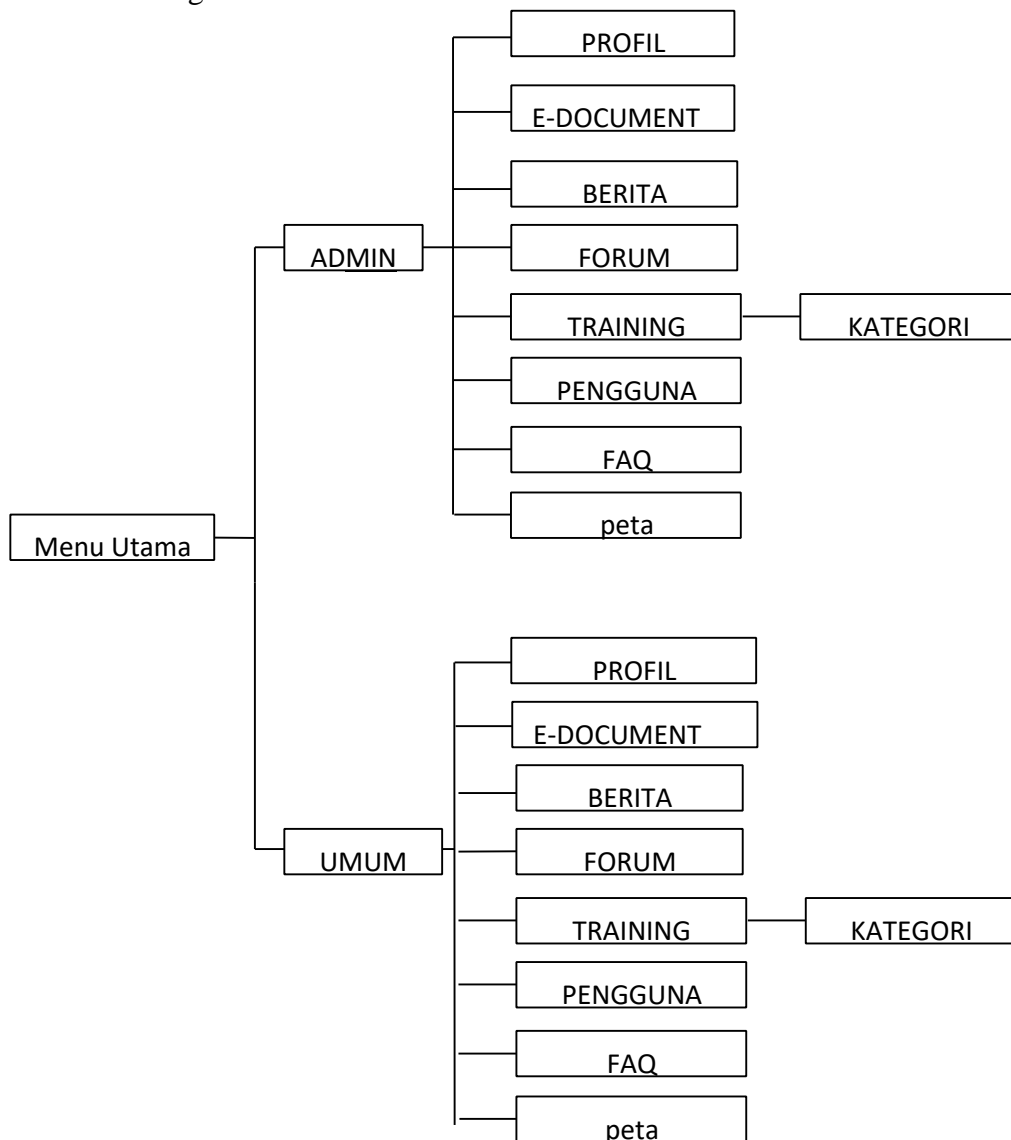 PROFIL
E-DOCUMENT
BERITA
ADMIN
FORUM
TRAINING
KATEGORI
PENGGUNA
FAQ
peta
Menu Utama
PROFIL
E-DOCUMENT
BERITA
UMUM
FORUM
TRAINING
KATEGORI
PENGGUNA
FAQ
peta